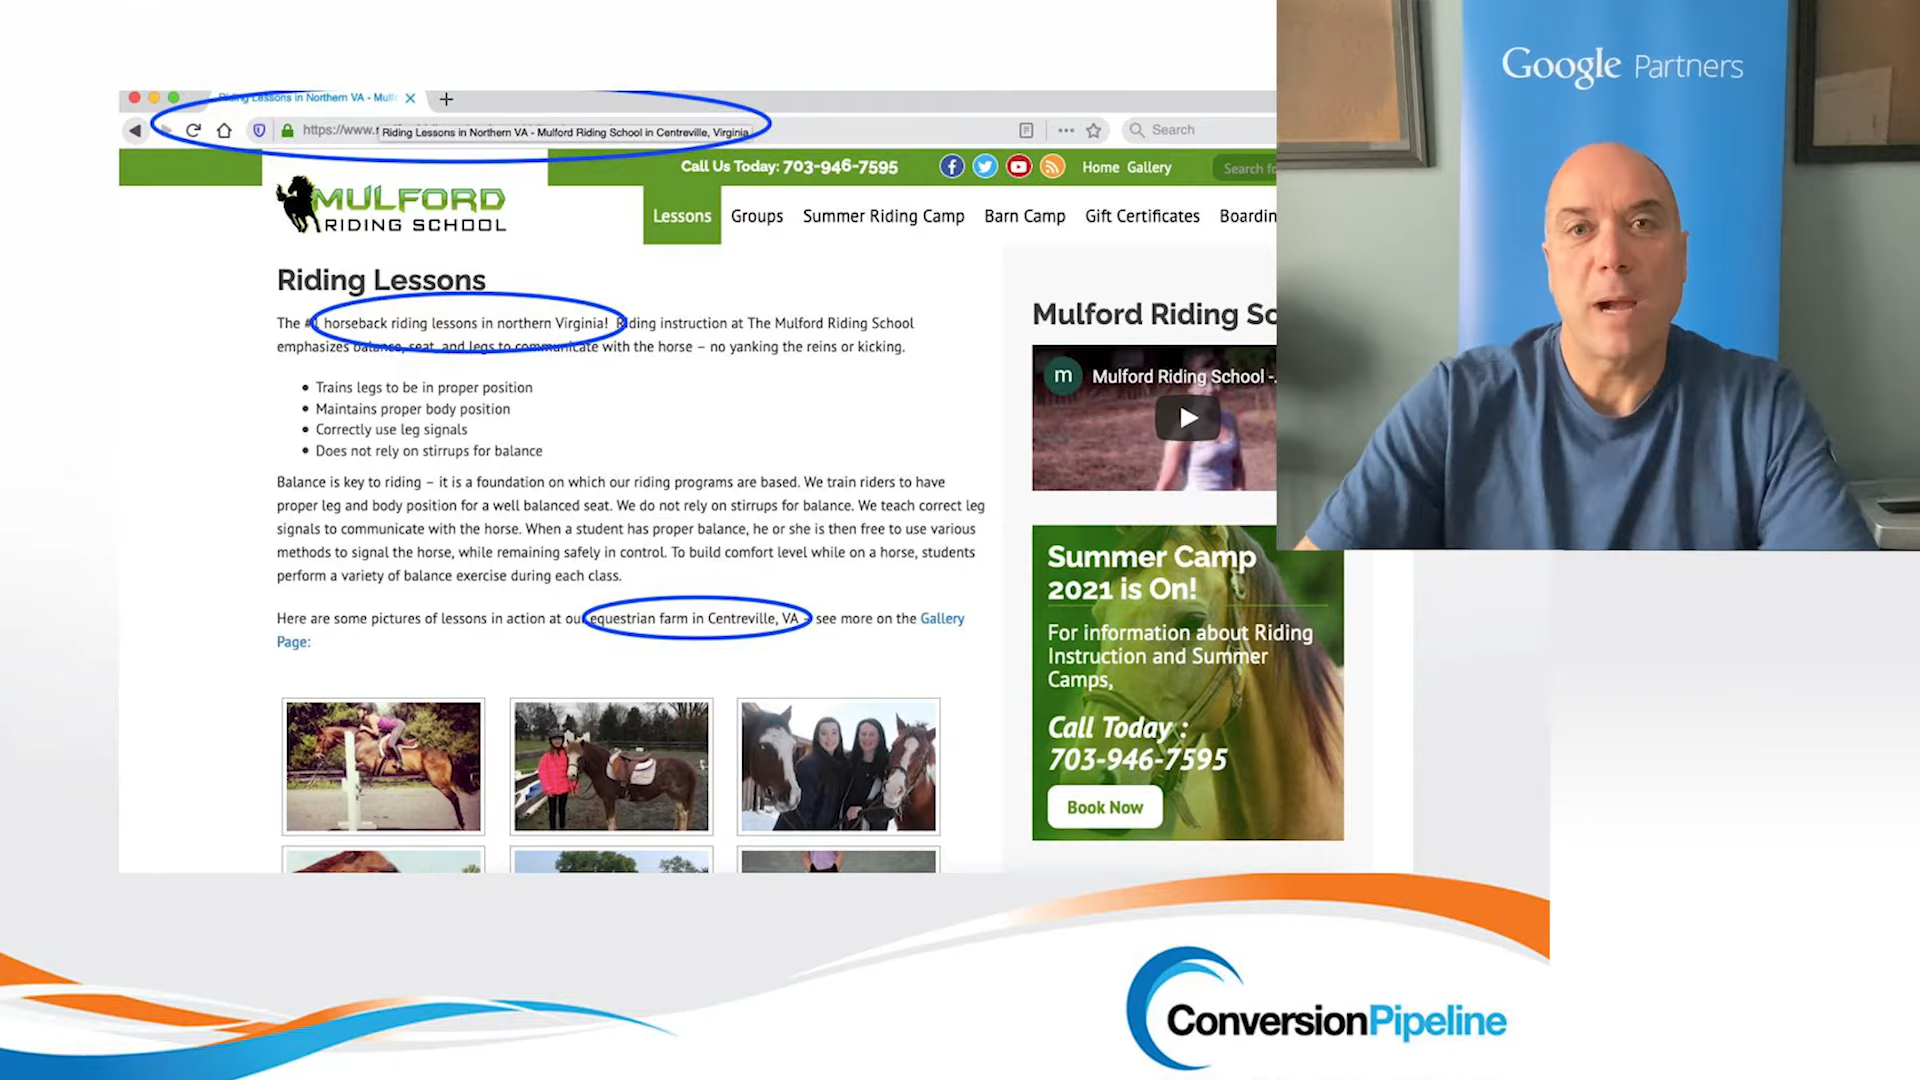 Riding Lessons in Northern VA - Mulf
https://www.
Riding Lessons in Northern VA - Mulford Riding School in Centreville, Virginia
Search
Call Us Today: 703-946-7595
Home Gallery
Search for
MULFORD
RIDING SCHOOL
Lessons Groups Summer Riding Camp Barn Camp Gift Certificates Boardin
Riding Lessons
The #1 horseback riding lessons in northern Virginia! Riding instruction at The Mulford Riding School
emphasizes balance, seat, and legs to communicate with the horse – no yanking the reins or kicking.
• Trains legs to be in proper position
• Maintains proper body position
• Correctly use leg signals
• Does not rely on stirrups for balance
Balance is key to riding – it is a foundation on which our riding programs are based. We train riders to have
proper leg and body position for a well balanced seat. We do not rely on stirrups for balance. We teach correct leg
signals to communicate with the horse. When a student has proper balance, he or she is then free to use various
methods to signal the horse, while remaining safely in control. To build comfort level while on a horse, students
perform a variety of balance exercise during each class.
Here are some pictures of lessons in action at our equestrian farm in Centreville, VA – see more on the Gallery
Page:
Mulford Riding Sc
m Mulford Riding School -...
Summer Camp
2021 is On!
For information about Riding
Instruction and Summer
Camps,
Call Today :
703-946-7595
Book Now
Google Partners
ConversionPipeline